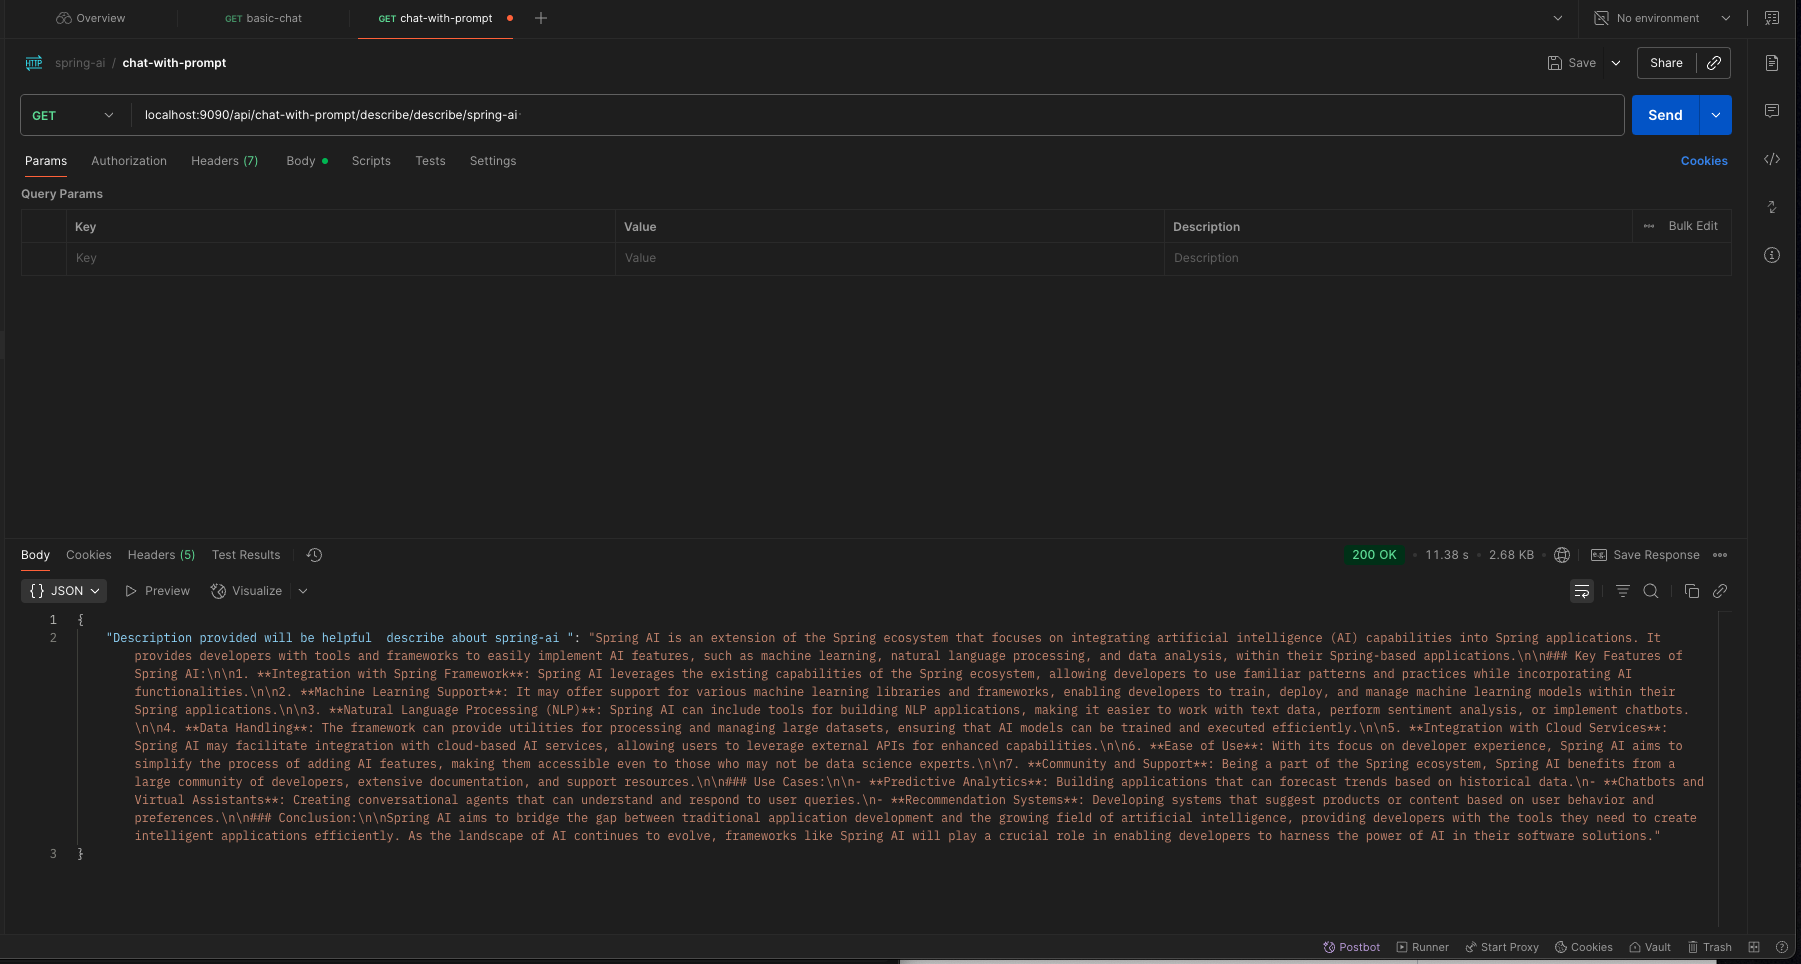 Overview
GET basic-chat
GET chat-with-prompt
No environment
HTTP spring-ai / chat-with-prompt
Save
Share
GET
localhost:9090/api/chat-with-prompt/describe/describe/spring-ai
Send
Params Authorization Headers (7) Body Scripts Tests Settings
Cookies
Query Params
Key Value Description Bulk Edit
Key Value Description
Body Cookies Headers (5) Test Results
200 OK 11.38 s 2.68 KB e.g. Save Response
{} JSON Preview Visualize
1 {
2 "Description provided will be helpful  describe about spring-ai ": "Spring AI is an extension of the Spring ecosystem that focuses on integrating artificial intelligence (AI) capabilities into Spring applications. It
provides developers with tools and frameworks to easily implement AI features, such as machine learning, natural language processing, and data analysis, within their Spring-based applications.\n\n### Key Features of
Spring AI:\n\n1. **Integration with Spring Framework**: Spring AI leverages the existing capabilities of the Spring ecosystem, allowing developers to use familiar patterns and practices while incorporating AI
functionalities.\n\n2. **Machine Learning Support**: It may offer support for various machine learning libraries and frameworks, enabling developers to train, deploy, and manage machine learning models within their
Spring applications.\n\n3. **Natural Language Processing (NLP)**: Spring AI can include tools for building NLP applications, making it easier to work with text data, perform sentiment analysis, or implement chatbots.
\n\n4. **Data Handling**: The framework can provide utilities for processing and managing large datasets, ensuring that AI models can be trained and executed efficiently.\n\n5. **Integration with Cloud Services**:
Spring AI may facilitate integration with cloud-based AI services, allowing users to leverage external APIs for enhanced capabilities.\n\n6. **Ease of Use**: With its focus on developer experience, Spring AI aims to
simplify the process of adding AI features, making them accessible even to those who may not be data science experts.\n\n7. **Community and Support**: Being a part of the Spring ecosystem, Spring AI benefits from a
large community of developers, extensive documentation, and support resources.\n\n### Use Cases:\n\n- **Predictive Analytics**: Building applications that can forecast trends based on historical data.\n- **Chatbots and
Virtual Assistants**: Creating conversational agents that can understand and respond to user queries.\n- **Recommendation Systems**: Developing systems that suggest products or content based on user behavior and
preferences.\n\n### Conclusion:\n\nSpring AI aims to bridge the gap between traditional application development and the growing field of artificial intelligence, providing developers with the tools they need to create
intelligent applications efficiently. As the landscape of AI continues to evolve, frameworks like Spring AI will play a crucial role in enabling developers to harness the power of AI in their software solutions."
3 }
Postbot Runner Start Proxy Cookies Vault Trash